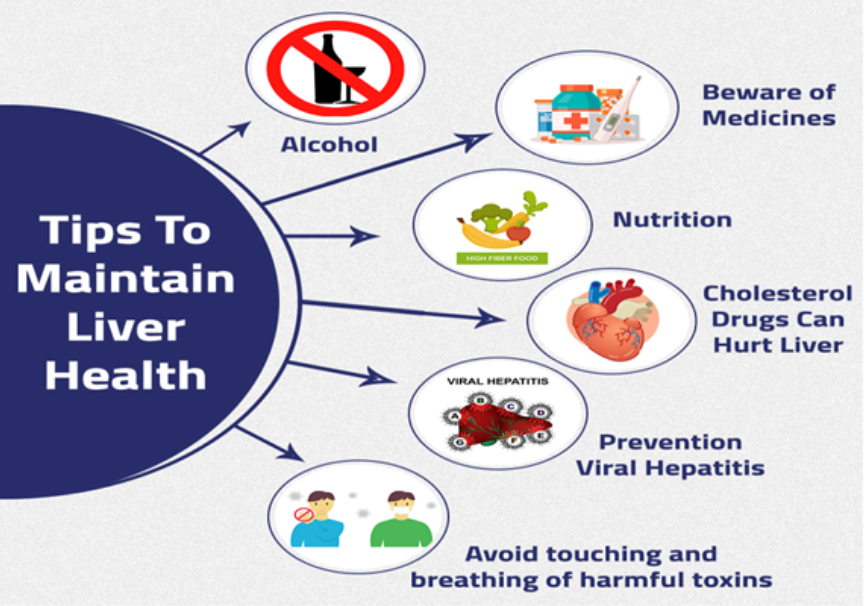 Tips To
Maintain
Liver
Health
Alcohol
Beware of
Medicines
HIGH FIBER FOOD
Nutrition
Cholesterol
Drugs Can
Hurt Liver
VIRAL HEPATITIS
A
B
C
D
E
F
G
Prevention
Viral Hepatitis
Avoid touching and
breathing of harmful toxins